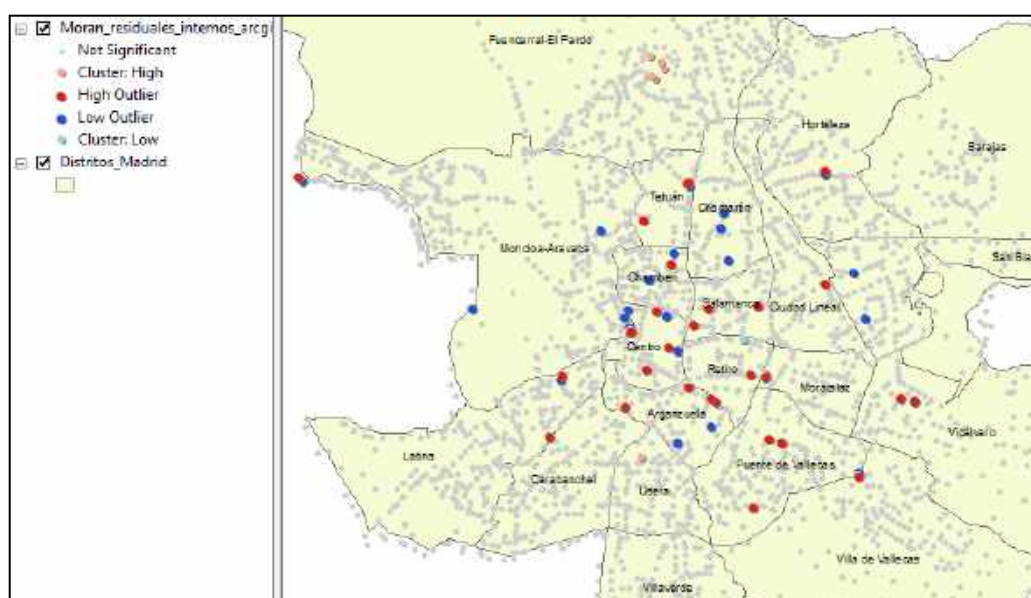 Moran_residuales_internos_arcgi
Not Significant
Cluster: High
High Outlier
Low Outlier
Cluster: Low
Distritos_Madrid
Fuencarral-El Pardo
Hortaleza
Barajas
Tetuán
Chamartín
San Bla
Moncloa-Aravaca
Chamberí
Salamanca
Ciudad Lineal
Centro
Retiro
Moratalaz
Arganzuela
Vicálvaro
Latina
Puente de Vallecas
Carabanchel
Usera
Villa de Vallecas
Villaverde